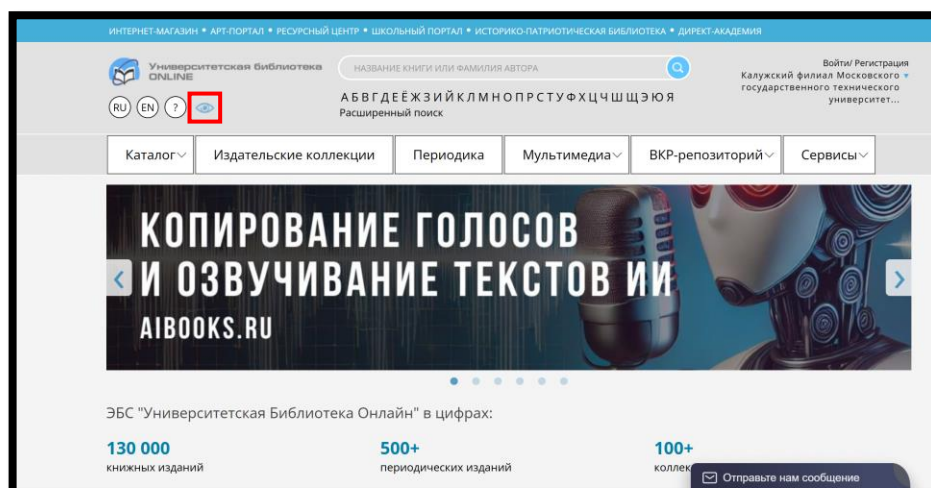 ИНТЕРНЕТ-МАГАЗИН • АРТ-ПОРТАЛ • РЕСУРСНЫЙ ЦЕНТР • ШКОЛЬНЫЙ ПОРТАЛ • ИСТОРИКО-ПАТРИОТИЧЕСКАЯ БИБЛИОТЕКА • ДИРЕКТ-АКАДЕМИЯ
Университетская библиотека
ONLINE
НАЗВАНИЕ КНИГИ ИЛИ ФАМИЛИЯ АВТОРА
Войти/ Регистрация
Калужский филиал Московского
государственного технического
университет...
RU EN ?
А Б В Г Д Е Ё Ж З И Й К Л М Н О П Р С Т У Ф Х Ц Ч Ш Щ Э Ю Я
Расширенный поиск
Каталог Издательские коллекции Периодика Мультимедиа ВКР-репозиторий Сервисы
КОПИРОВАНИЕ ГОЛОСОВ
И ОЗВУЧИВАНИЕ ТЕКСТОВ ИИ
AIBOOKS.RU
ЭБС "Университетская Библиотека Онлайн" в цифрах:
130 000 500+ 100+
книжных изданий периодических изданий коллек
Отправьте нам сообщение